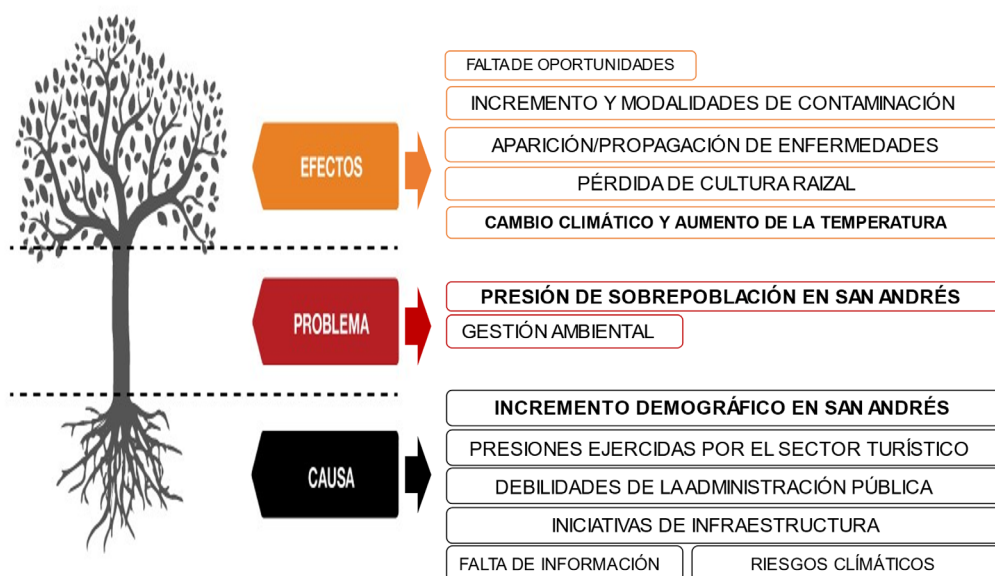 FALTA DE OPORTUNIDADES
INCREMENTO Y MODALIDADES DE CONTAMINACIÓN
EFECTOS
APARICIÓN/PROPAGACIÓN DE ENFERMEDADES
PÉRDIDA DE CULTURA RAIZAL
CAMBIO CLIMÁTICO Y AUMENTO DE LA TEMPERATURA
PROBLEMA
PRESIÓN DE SOBREPOBLACIÓN EN SAN ANDRÉS
GESTIÓN AMBIENTAL
CAUSA
INCREMENTO DEMOGRÁFICO EN SAN ANDRÉS
PRESIONES EJERCIDAS POR EL SECTOR TURÍSTICO
DEBILIDADES DE LA ADMINISTRACIÓN PÚBLICA
INICIATIVAS DE INFRAESTRUCTURA
FALTA DE INFORMACIÓN
RIESGOS CLÍMÁTICOS